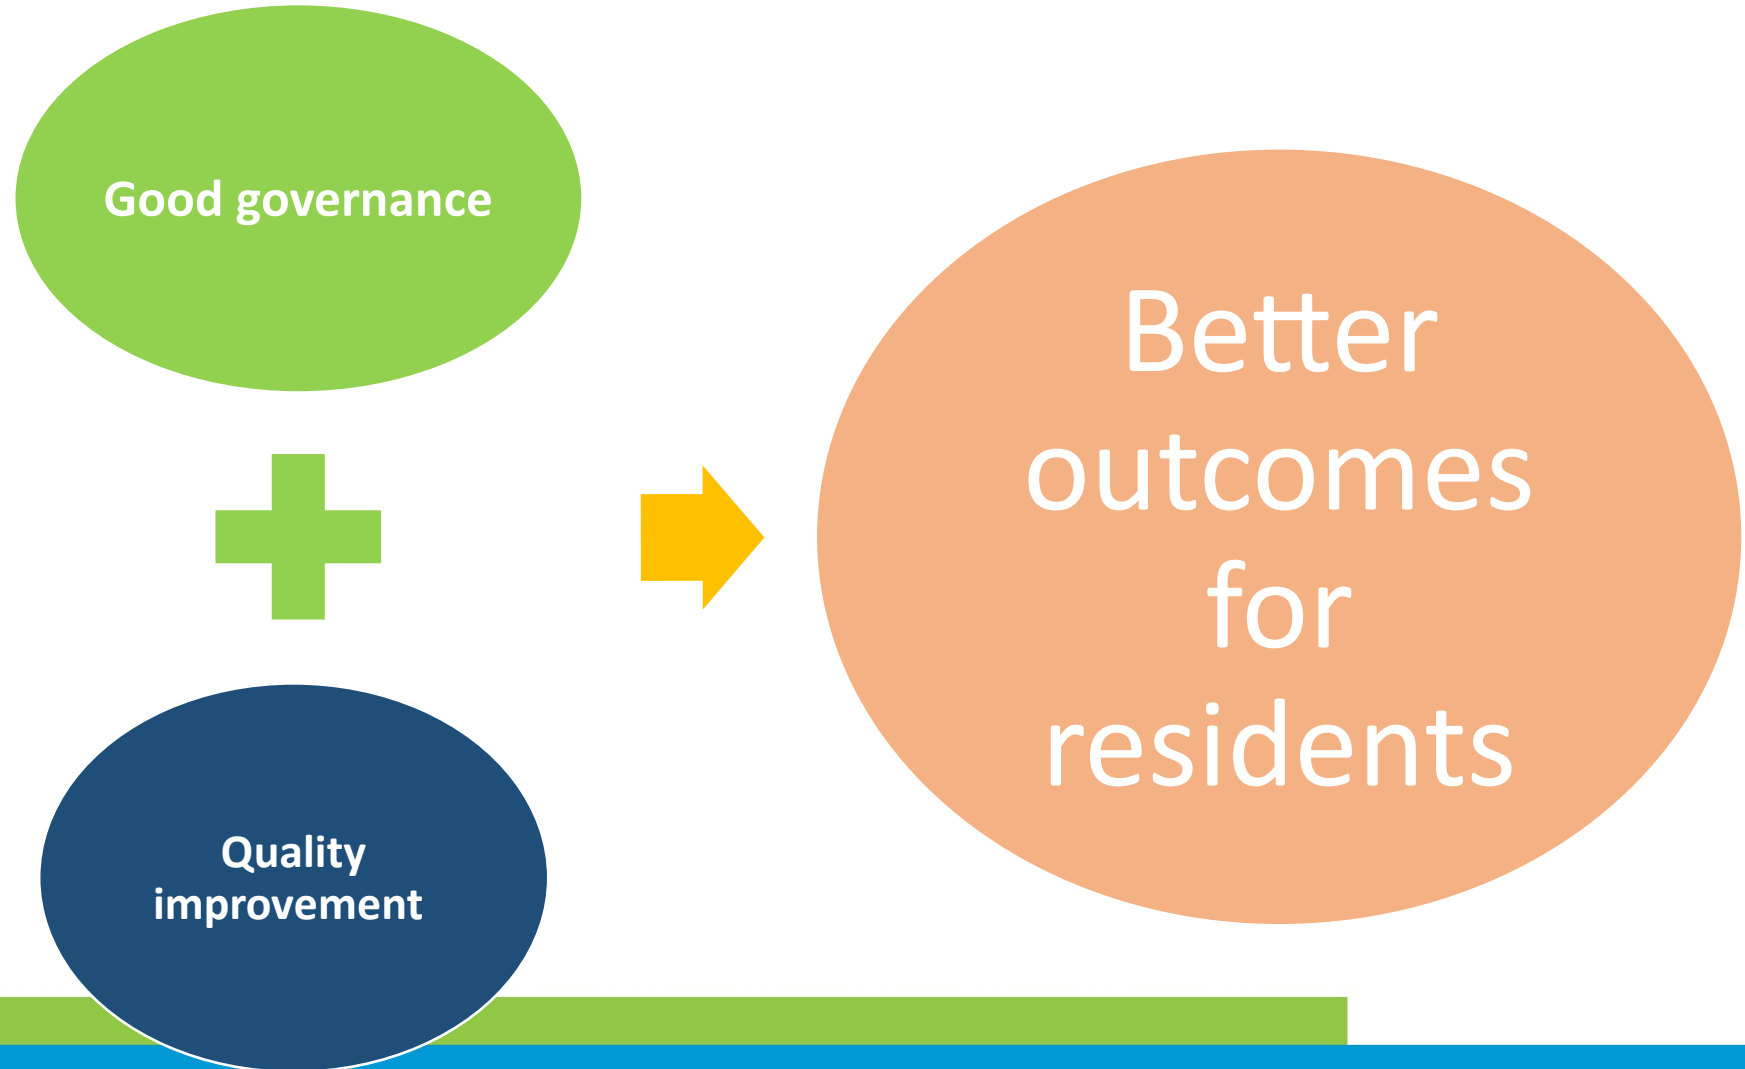 Good governance
Quality
improvement
Better
outcomes
for
residents